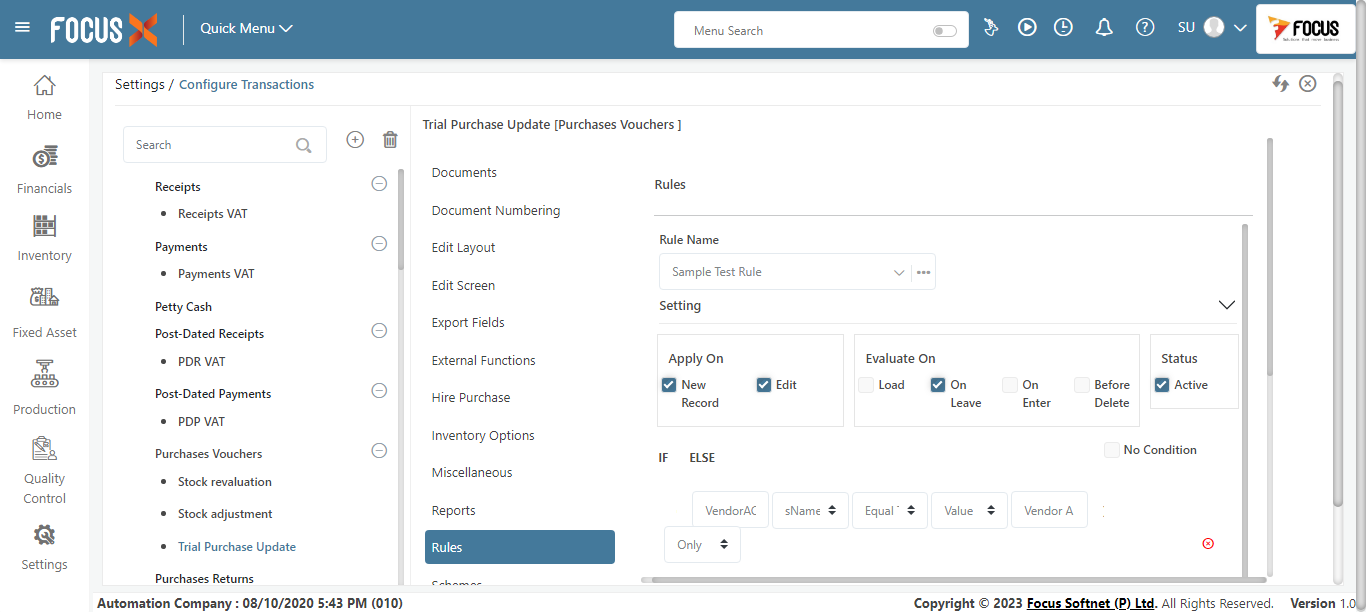 FOCUS X
Quick Menu
Menu Search
SU
FOCUS
Home
Financials
Inventory
Fixed Asset
Production
Quality
Control
Settings
Settings / Configure Transactions
Search
Receipts
Receipts VAT
Payments
Payments VAT
Petty Cash
Post-Dated Receipts
PDR VAT
Post-Dated Payments
PDP VAT
Purchases Vouchers
Stock revaluation
Stock adjustment
Trial Purchase Update
Purchases Returns
Trial Purchase Update [Purchases Vouchers ]
Documents
Document Numbering
Edit Layout
Edit Screen
Export Fields
External Functions
Hire Purchase
Inventory Options
Miscellaneous
Reports
Rules
Schemes
Rules
Rule Name
Sample Test Rule
Setting
Apply On
New
Record
Edit
Evaluate On
Load
On
Leave
On
Enter
Before
Delete
Status
Active
No Condition
IF ELSE
VendorAC sName Equal Value Vendor A
Only
Automation Company : 08/10/2020 5:43 PM (010)
Copyright © 2023 Focus Softnet (P) Ltd. All Rights Reserved. Version 1.0